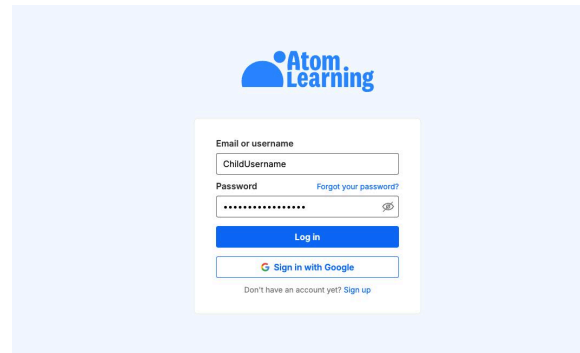 Atom
Learning
Email or username
ChildUsername
Password Forgot your password?
•••••••••••••••••
Log in
Sign in with Google
Don't have an account yet? Sign up